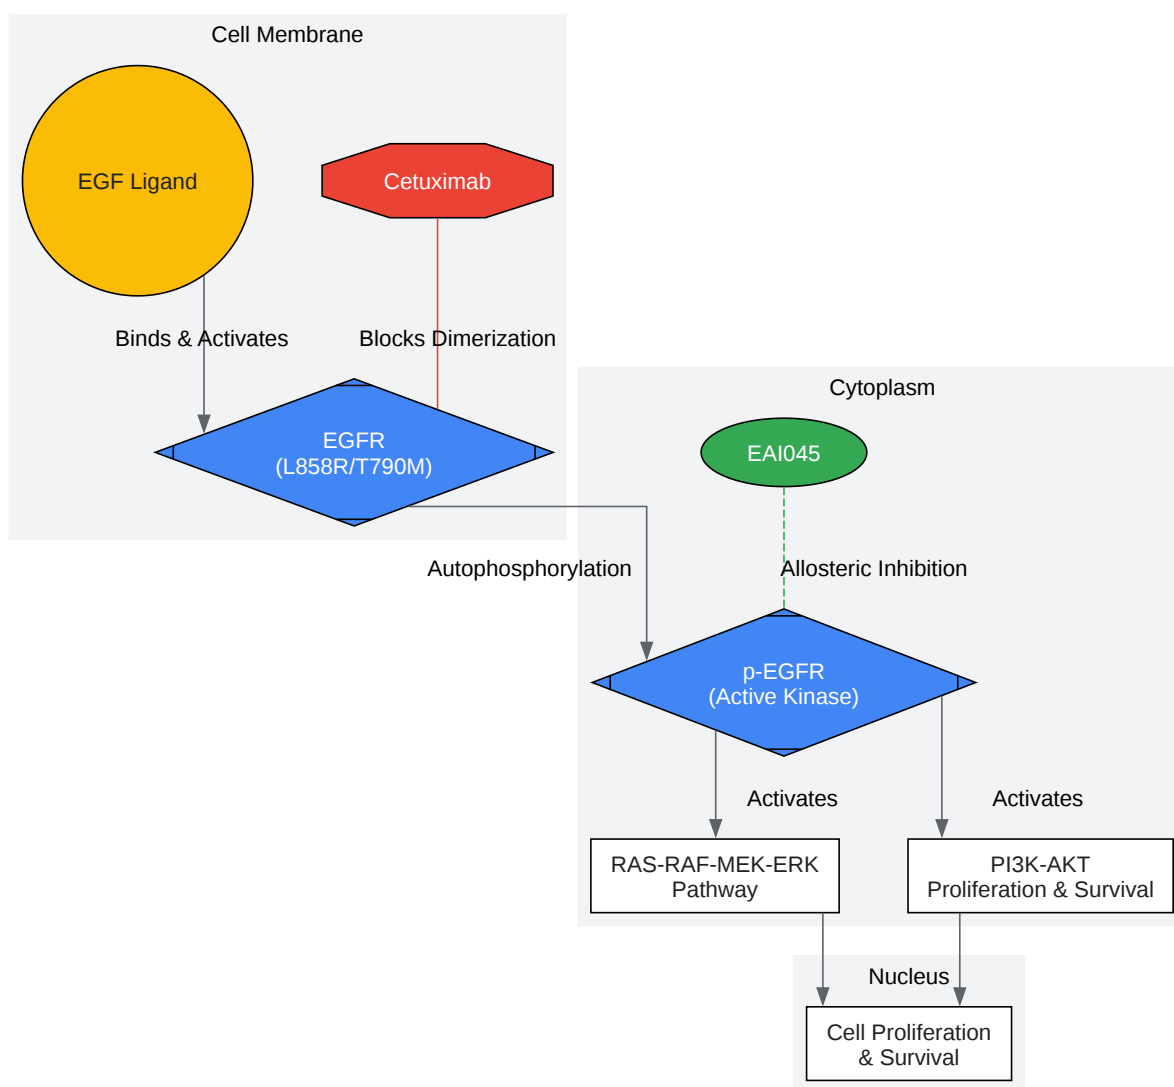 Cell Membrane
EGF Ligand
Cetuximab
Binds & Activates
Blocks Dimerization
EGFR
(L858R/T790M)
Cytoplasm
EAI045
Autophosphorylation
Allosteric Inhibition
p-EGFR
(Active Kinase)
Activates
Activates
RAS-RAF-MEK-ERK
Pathway
PI3K-AKT
Proliferation & Survival
Nucleus
Cell Proliferation
& Survival